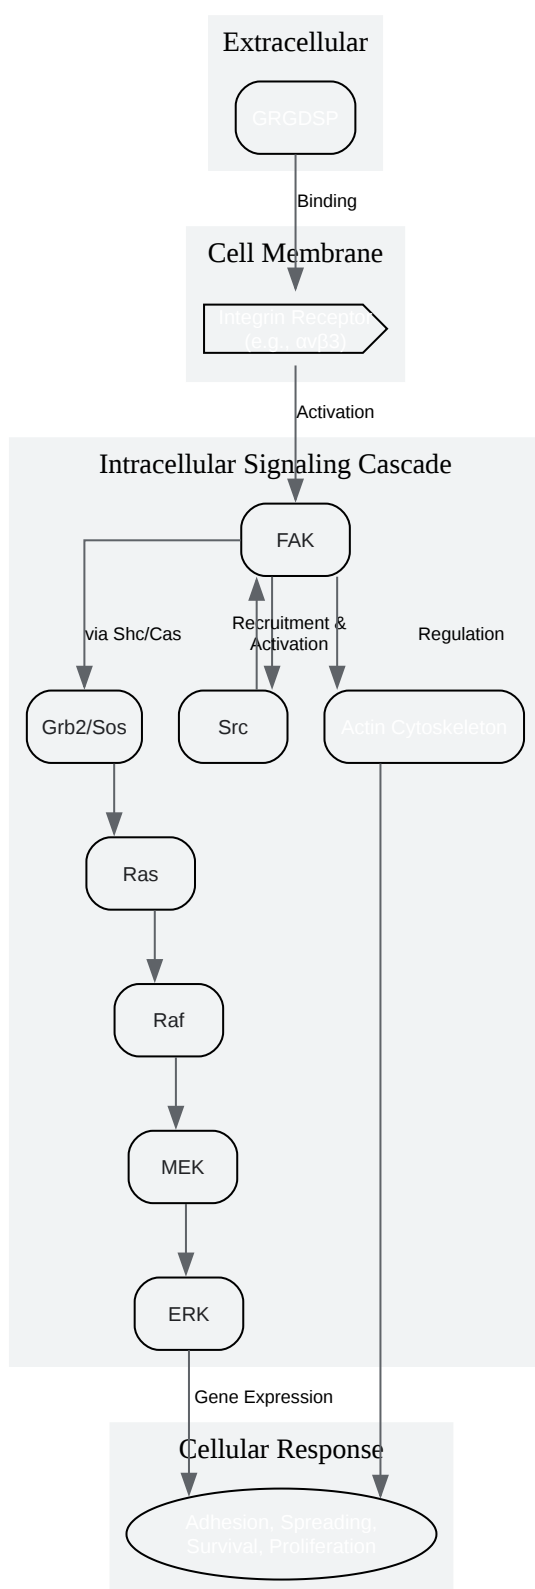 Extracellular
GRGDSP
Binding
Cell Membrane
Integrin Receptor
(e.g., αvβ3)
Activation
Intracellular Signaling Cascade
FAK
via Shc/Cas
Recruitment &
Activation
Regulation
Grb2/Sos
Src
Actin Cytoskeleton
Ras
Raf
MEK
ERK
Gene Expression
Cellular Response
Adhesion, Spreading,
Survival, Proliferation